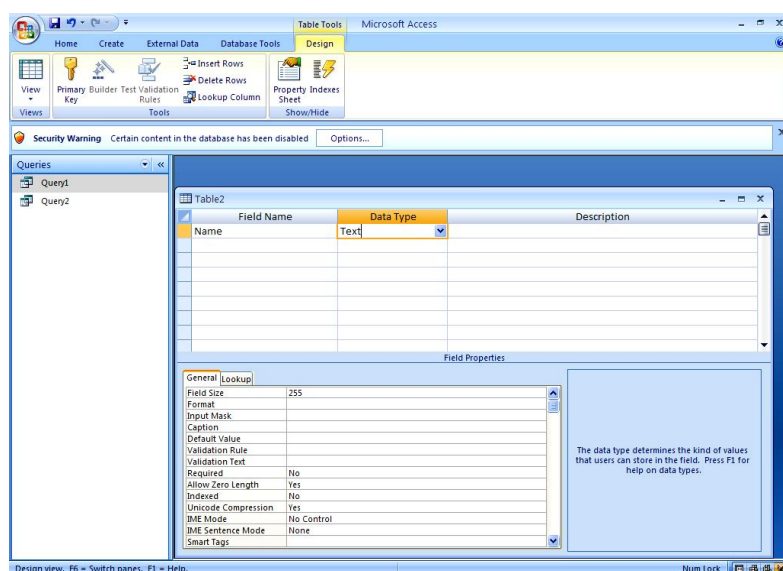 Table Tools Microsoft Access
Home Create External Data Database Tools Design
View
Primary Key
Builder
Test Validation Rules
Insert Rows
Delete Rows
Lookup Column
Property Sheet
Indexes
Views Tools Show/Hide
Security Warning Certain content in the database has been disabled Options...
Queries
Query1
Query2
Table2
Field Name Data Type Description
Name Text
Field Properties
General Lookup
Field Size 255
Format
Input Mask
Caption
Default Value
Validation Rule
Validation Text
Required No
Allow Zero Length Yes
Indexed No
Unicode Compression Yes
IME Mode No Control
IME Sentence Mode None
Smart Tags
The data type determines the kind of values
that users can store in the field. Press F1 for
help on data types.
Design view. F6 = Switch panes. F1 = Help. Num Lock